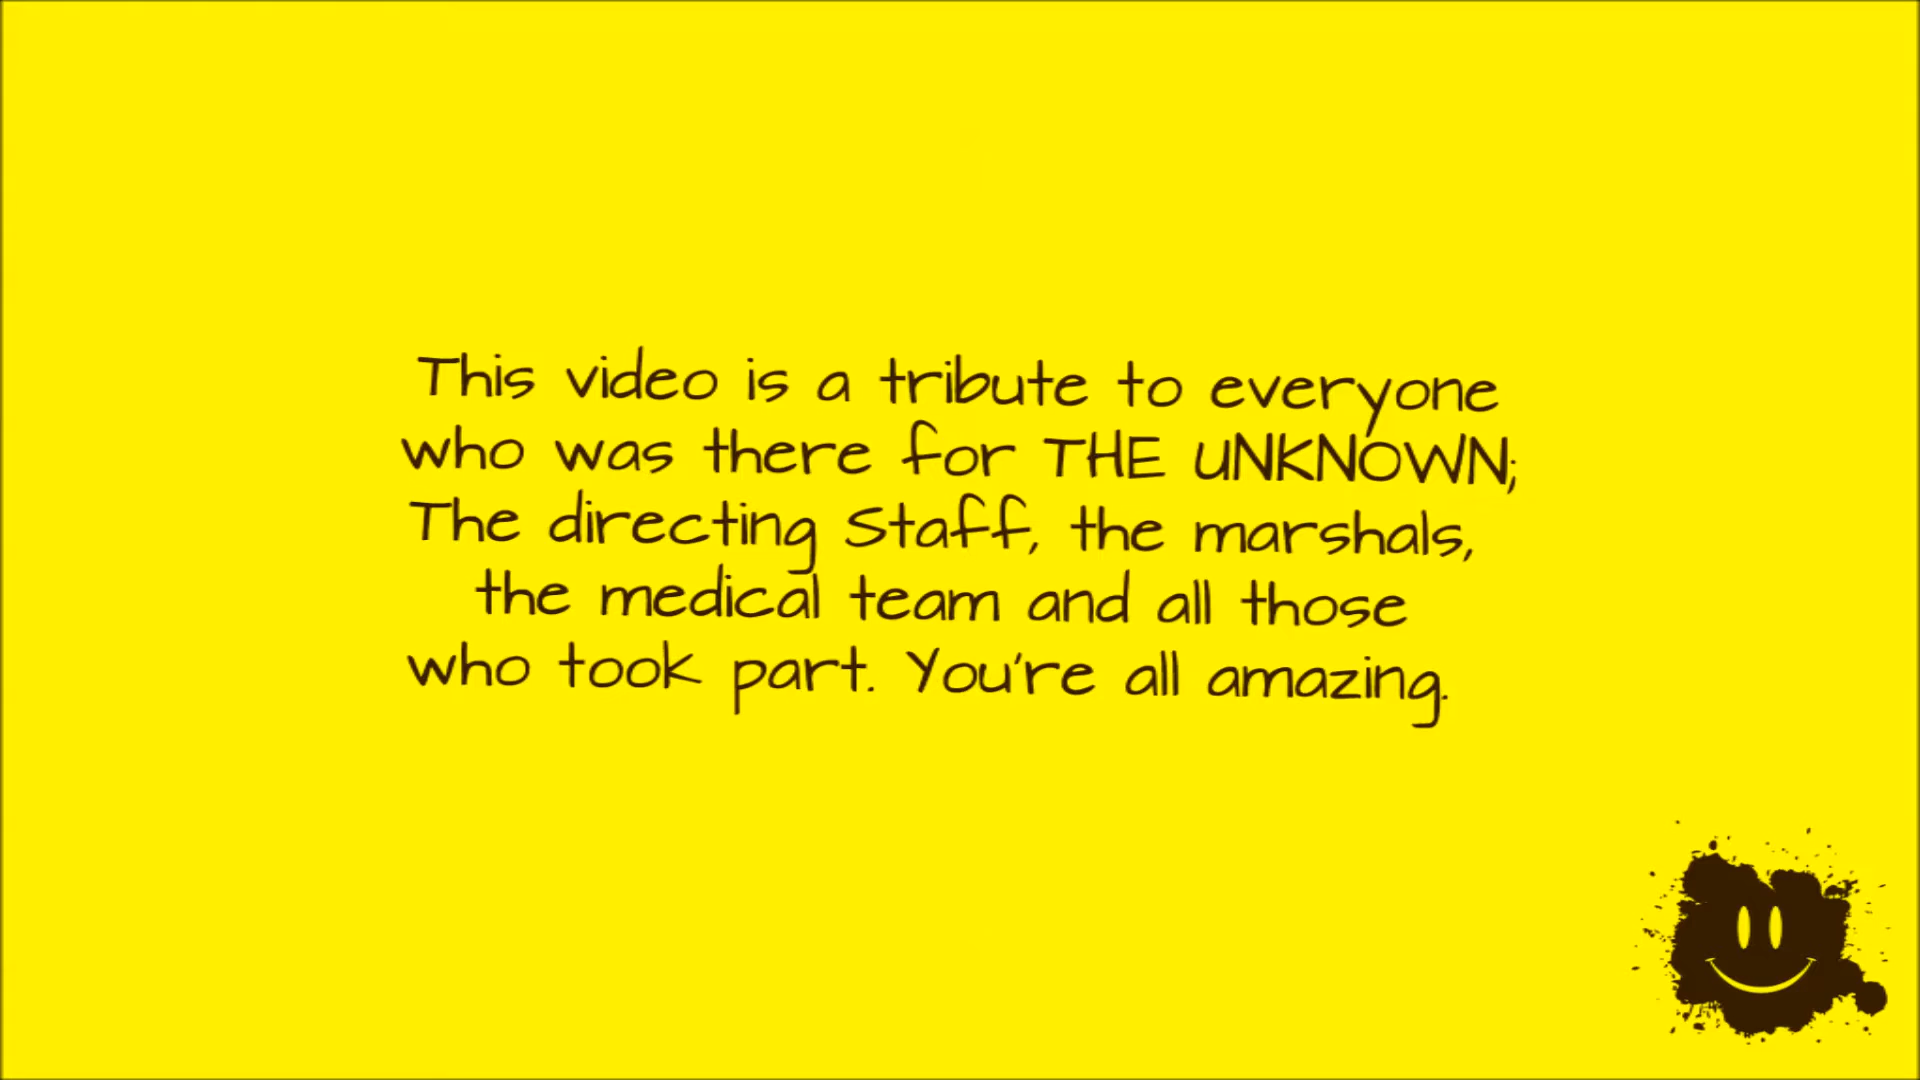 This video is a tribute to everyone
who was there for THE UNKNOWN;
The directing Staff, the marshals,
the medical team and all those
who took part. You're all amazing.